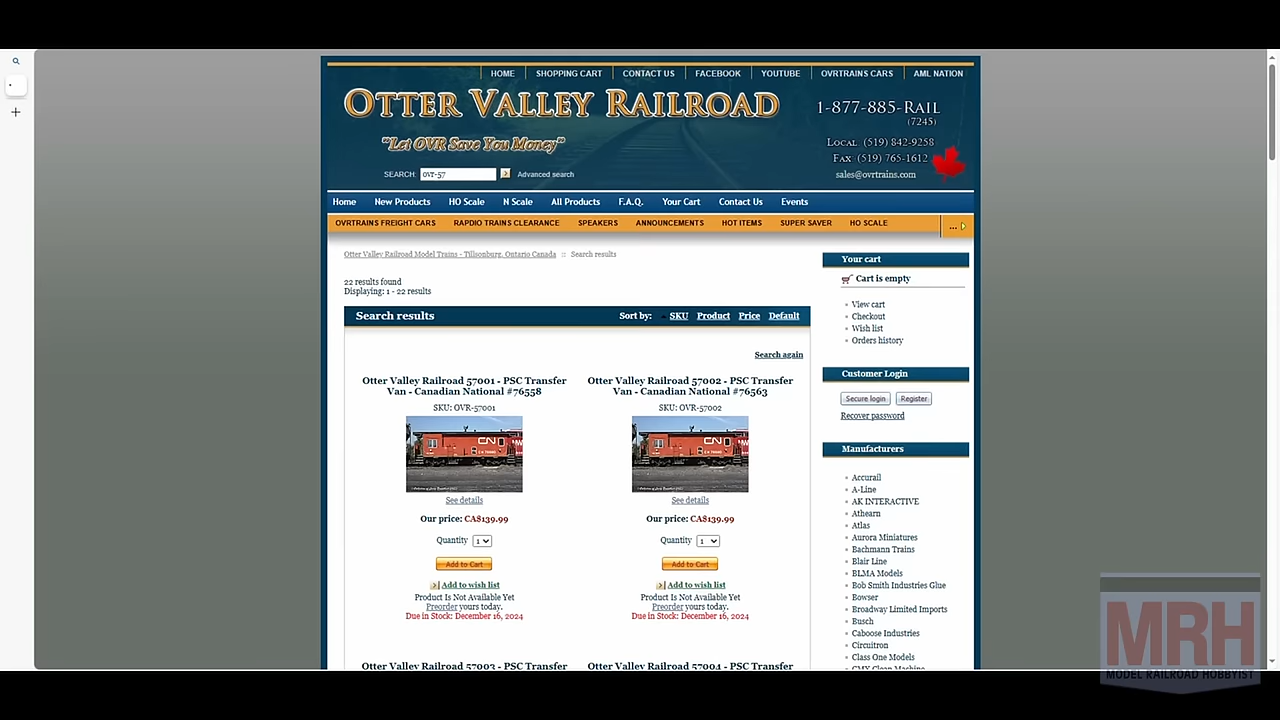 HOME SHOPPING CART CONTACT US FACEBOOK YOUTUBE OVRTRAINS CARS AML NATION
OTTER VALLEY RAILROAD
"Let OVR Save You Money"
1-877-885-RAIL
(7245)
LOCAL (519) 842-9258
FAX (519) 765-1612
sales@ovrtrains.com
SEARCH: ovr-57 Advanced search
Home New Products HO Scale N Scale All Products F.A.Q. Your Cart Contact Us Events
OVRTRAINS FREIGHT CARS RAPDIO TRAINS CLEARANCE SPEAKERS ANNOUNCEMENTS HOT ITEMS SUPER SAVER HO SCALE ...
Otter Valley Railroad Model Trains - Tillsonburg, Ontario Canada :: Search results
22 results found
Displaying: 1 - 22 results
Search results Sort by: SKU Product Price Default
Search again
Otter Valley Railroad 57001 - PSC Transfer
Van - Canadian National #76558
SKU: OVR-57001
CN
See details
Our price: CA$139.99
Quantity 1
Add to Cart
Add to wish list
Product Is Not Available Yet
Preorder yours today.
Due in Stock: December 16, 2024
Otter Valley Railroad 57002 - PSC Transfer
Van - Canadian National #76563
SKU: OVR-57002
CN
See details
Our price: CA$139.99
Quantity 1
Add to Cart
Add to wish list
Product Is Not Available Yet
Preorder yours today.
Due in Stock: December 16, 2024
Otter Valley Railroad 57003 - PSC Transfer
Otter Valley Railroad 57004 - PSC Transfer
Your cart
Cart is empty
View cart
Checkout
Wish list
Orders history
Customer Login
Secure login Register
Recover password
Manufacturers
Accurail
A-Line
AK INTERACTIVE
Athearn
Atlas
Aurora Miniatures
Bachmann Trains
Blair Line
BLMA Models
Bob Smith Industries Glue
Bowser
Broadway Limited Imports
Busch
Caboose Industries
Circuitron
Class One Models
MRH
MODEL RAILROAD HOBBYIST